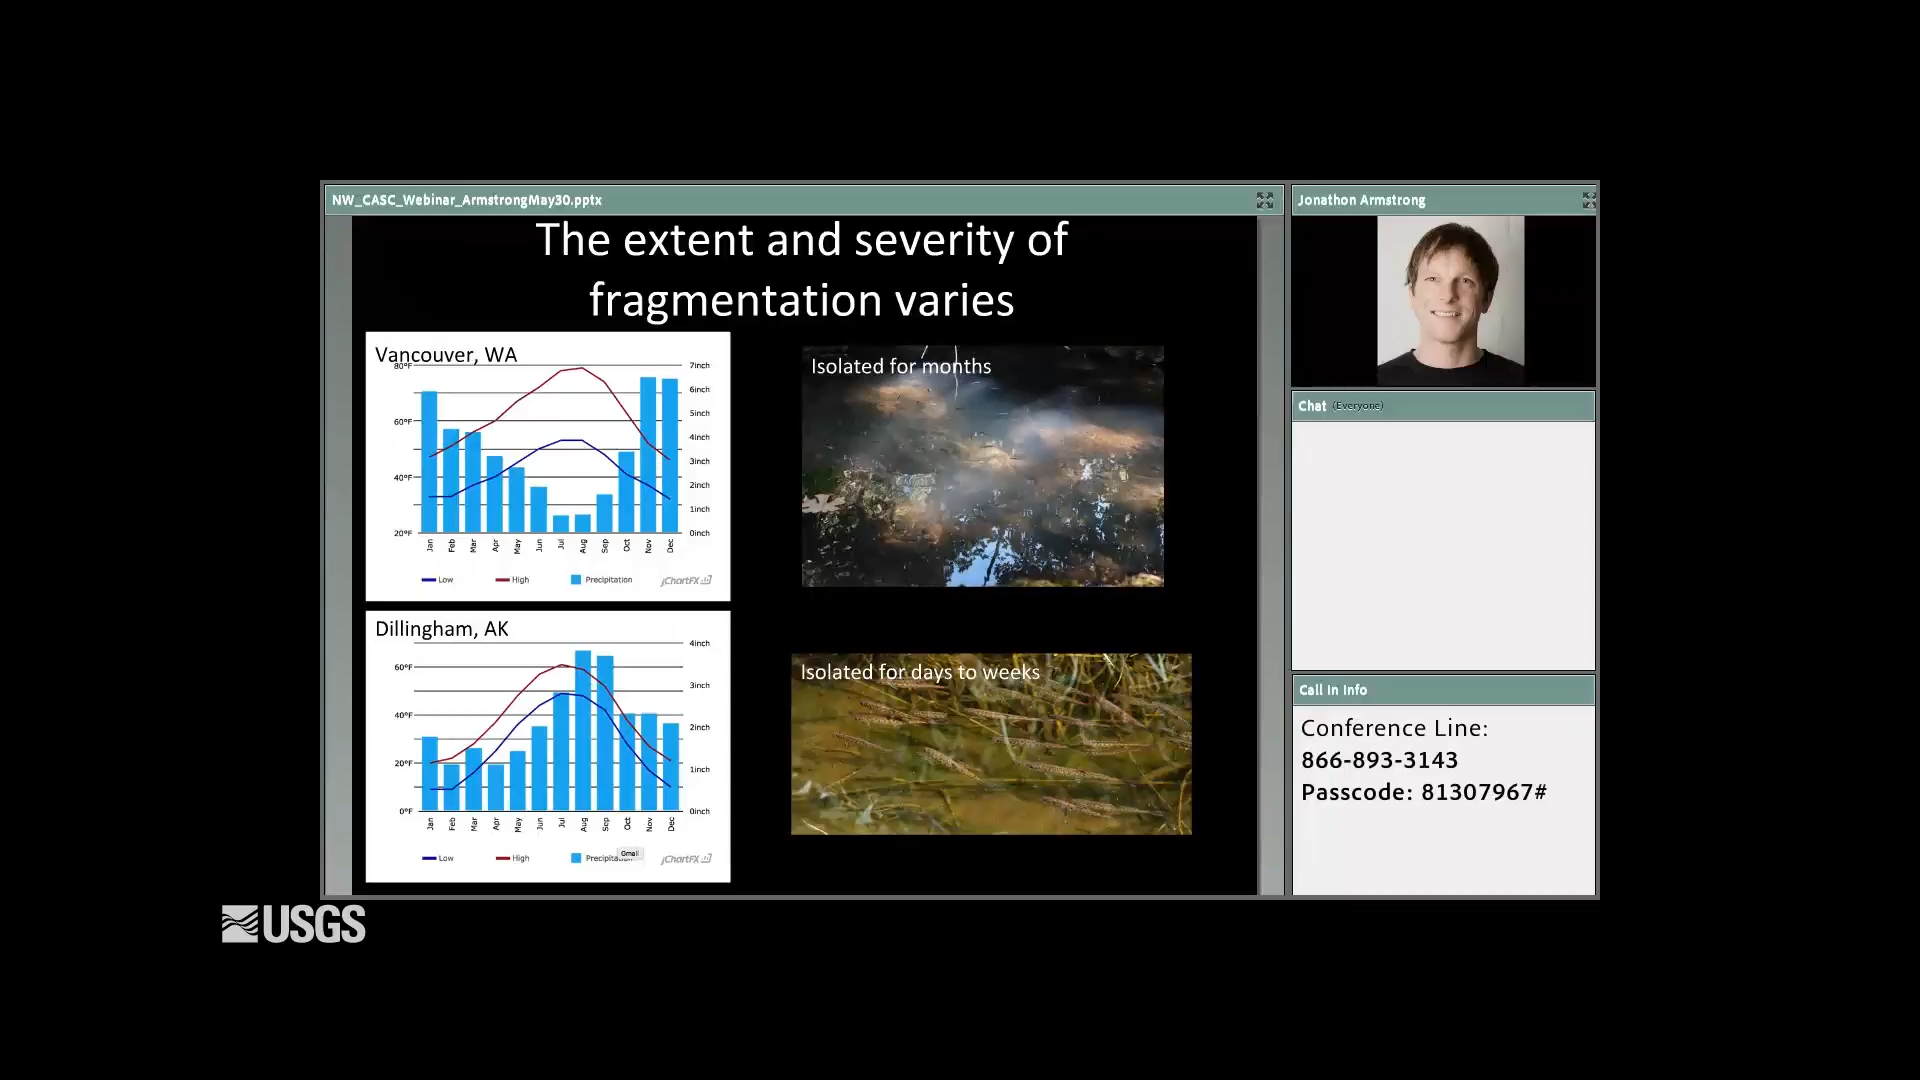 NW_CASC_Webinar_ArmstrongMay30.pptx
The extent and severity of
fragmentation varies
Vancouver, WA
80°F
60°F
40°F
20°F
7inch
6inch
5inch
4inch
3inch
2inch
1inch
0inch
Jan Feb Mar Apr May Jun Jul Aug Sep Oct Nov Dec
Low High Precipitation jChartFX
Isolated for months
Dillingham, AK
60°F
40°F
20°F
0°F
4inch
3inch
2inch
1inch
0inch
Jan Feb Mar Apr May Jun Jul Aug Sep Oct Nov Dec
Gmail
Low High jChartFX
Isolated for days to weeks
Jonathon Armstrong
Chat (Everyone)
Call in Info
Conference Line:
866-893-3143
Passcode: 81307967#
USGS